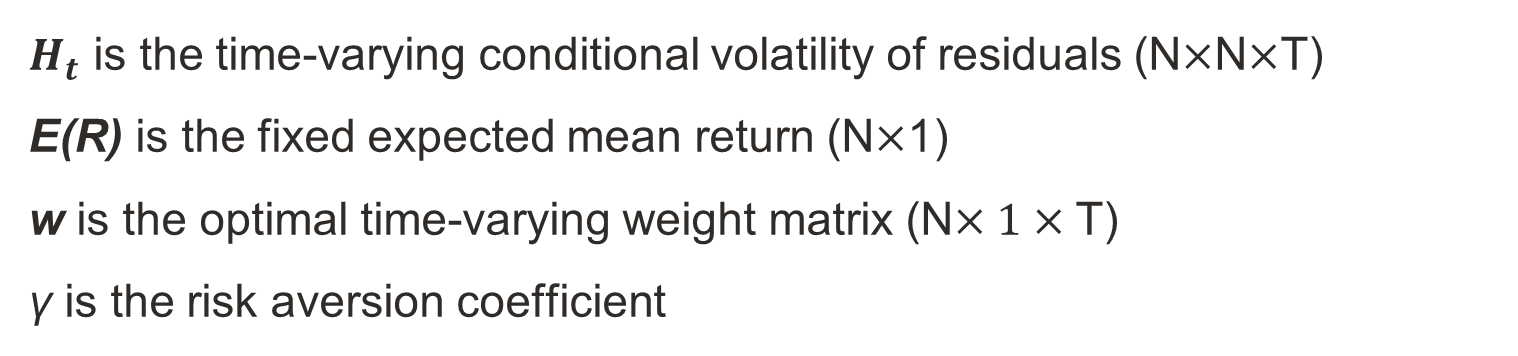 H_t is the time-varying conditional volatility of residuals (N×N×T)
E(R) is the fixed expected mean return (N×1)
w is the optimal time-varying weight matrix (N× 1 × T)
γ is the risk aversion coefficient